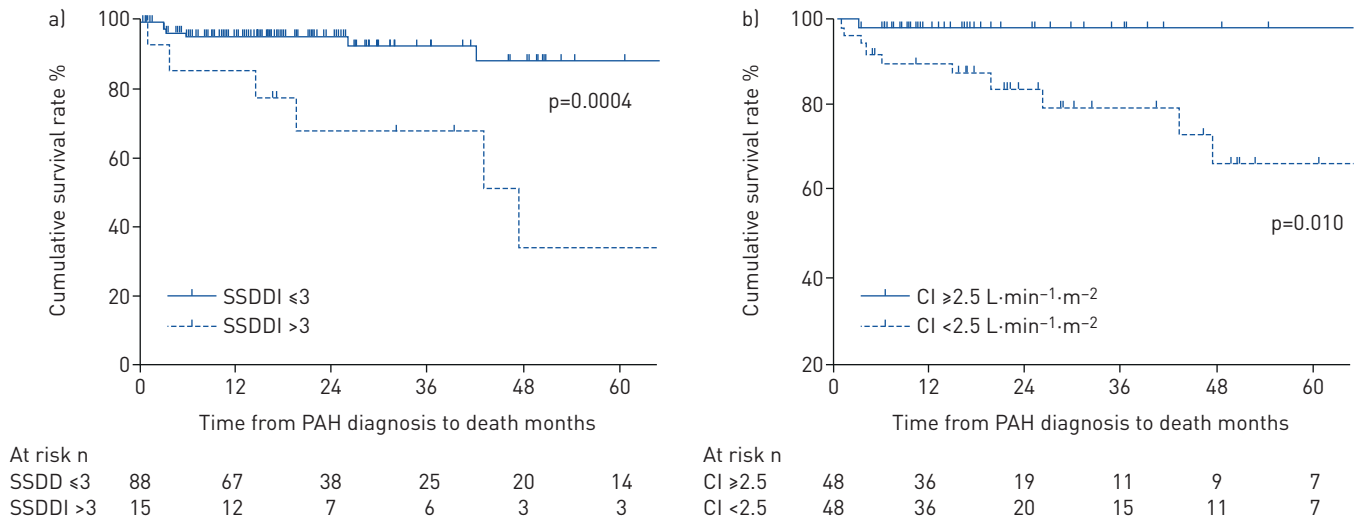 a)
100
80
60
40
20
0
Cumulative survival rate %
p=0.0004
SSDDI ≤3
SSDDI >3
0 12 24 36 48 60
Time from PAH diagnosis to death months
At risk n
SSDD ≤3 88 67 38 25 20 14
SSDDI >3 15 12 7 6 3 3
b)
100
80
60
40
20
Cumulative survival rate %
p=0.010
CI ≥2.5 L·min⁻¹·m⁻²
CI <2.5 L·min⁻¹·m⁻²
0 12 24 36 48 60
Time from PAH diagnosis to death months
At risk n
CI ≥2.5 48 36 19 11 9 7
CI <2.5 48 36 20 15 11 7